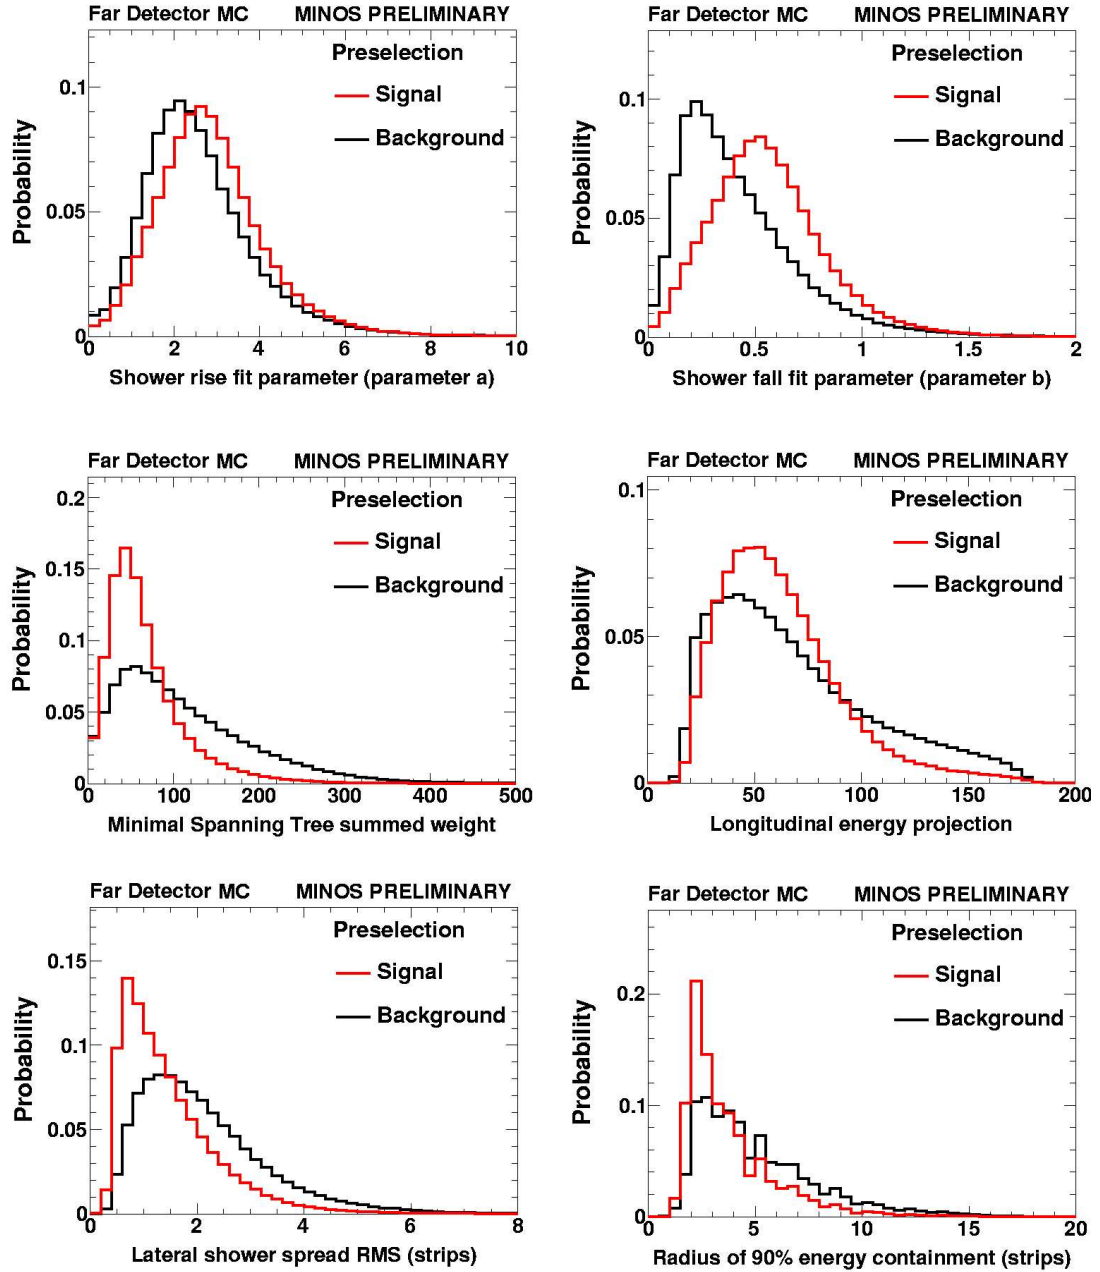 Far Detector MC MINOS PRELIMINARY
Preselection
Signal
Background
Probability
0.1
0.05
0
0 2 4 6 8 10
Shower rise fit parameter (parameter a)
Far Detector MC MINOS PRELIMINARY
Preselection
Signal
Background
Probability
0.1
0.05
0
0 0.5 1 1.5 2
Shower fall fit parameter (parameter b)
Far Detector MC MINOS PRELIMINARY
Preselection
Signal
Background
Probability
0.2
0.15
0.1
0.05
0
0 100 200 300 400 500
Minimal Spanning Tree summed weight
Far Detector MC MINOS PRELIMINARY
Preselection
Signal
Background
Probability
0.1
0.05
0
0 50 100 150 200
Longitudinal energy projection
Far Detector MC MINOS PRELIMINARY
Preselection
Signal
Background
Probability
0.15
0.1
0.05
0
0 2 4 6 8
Lateral shower spread RMS (strips)
Far Detector MC MINOS PRELIMINARY
Preselection
Signal
Background
Probability
0.2
0.1
0
0 5 10 15 20
Radius of 90% energy containment (strips)